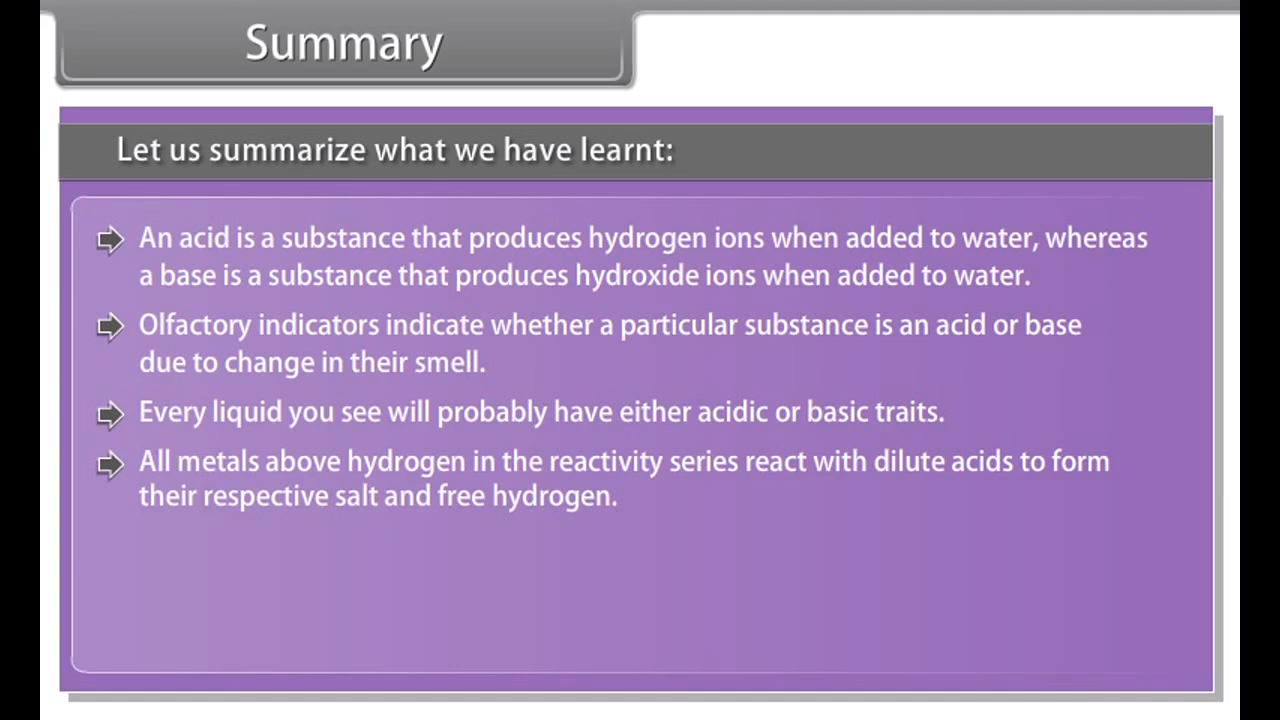 Summary
Let us summarize what we have learnt:
An acid is a substance that produces hydrogen ions when added to water, whereas
a base is a substance that produces hydroxide ions when added to water.
Olfactory indicators indicate whether a particular substance is an acid or base
due to change in their smell.
Every liquid you see will probably have either acidic or basic traits.
All metals above hydrogen in the reactivity series react with dilute acids to form
their respective salt and free hydrogen.